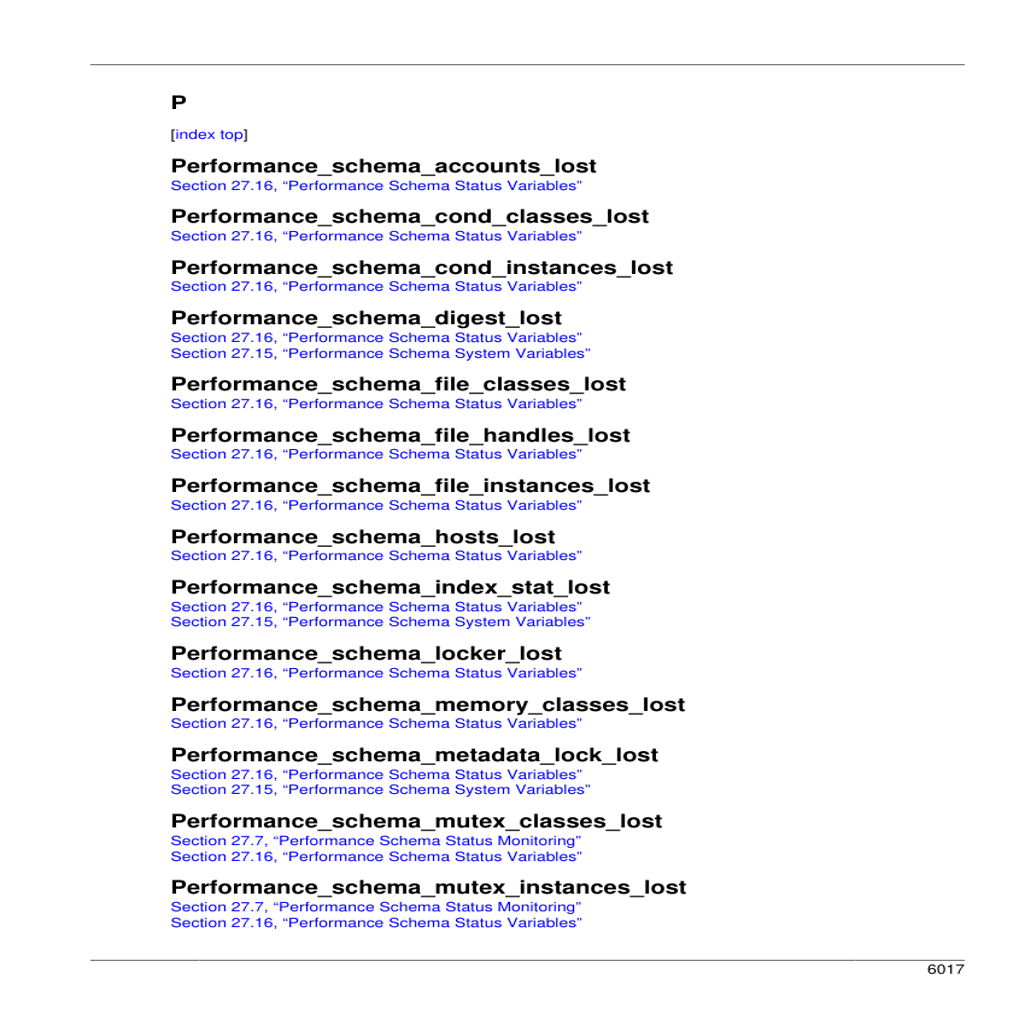 P
[index top]
Performance_schema_accounts_lost
Section 27.16, “Performance Schema Status Variables”
Performance_schema_cond_classes_lost
Section 27.16, “Performance Schema Status Variables”
Performance_schema_cond_instances_lost
Section 27.16, “Performance Schema Status Variables”
Performance_schema_digest_lost
Section 27.16, “Performance Schema Status Variables”
Section 27.15, “Performance Schema System Variables”
Performance_schema_file_classes_lost
Section 27.16, “Performance Schema Status Variables”
Performance_schema_file_handles_lost
Section 27.16, “Performance Schema Status Variables”
Performance_schema_file_instances_lost
Section 27.16, “Performance Schema Status Variables”
Performance_schema_hosts_lost
Section 27.16, “Performance Schema Status Variables”
Performance_schema_index_stat_lost
Section 27.16, “Performance Schema Status Variables”
Section 27.15, “Performance Schema System Variables”
Performance_schema_locker_lost
Section 27.16, “Performance Schema Status Variables”
Performance_schema_memory_classes_lost
Section 27.16, “Performance Schema Status Variables”
Performance_schema_metadata_lock_lost
Section 27.16, “Performance Schema Status Variables”
Section 27.15, “Performance Schema System Variables”
Performance_schema_mutex_classes_lost
Section 27.7, “Performance Schema Status Monitoring”
Section 27.16, “Performance Schema Status Variables”
Performance_schema_mutex_instances_lost
Section 27.7, “Performance Schema Status Monitoring”
Section 27.16, “Performance Schema Status Variables”
6017